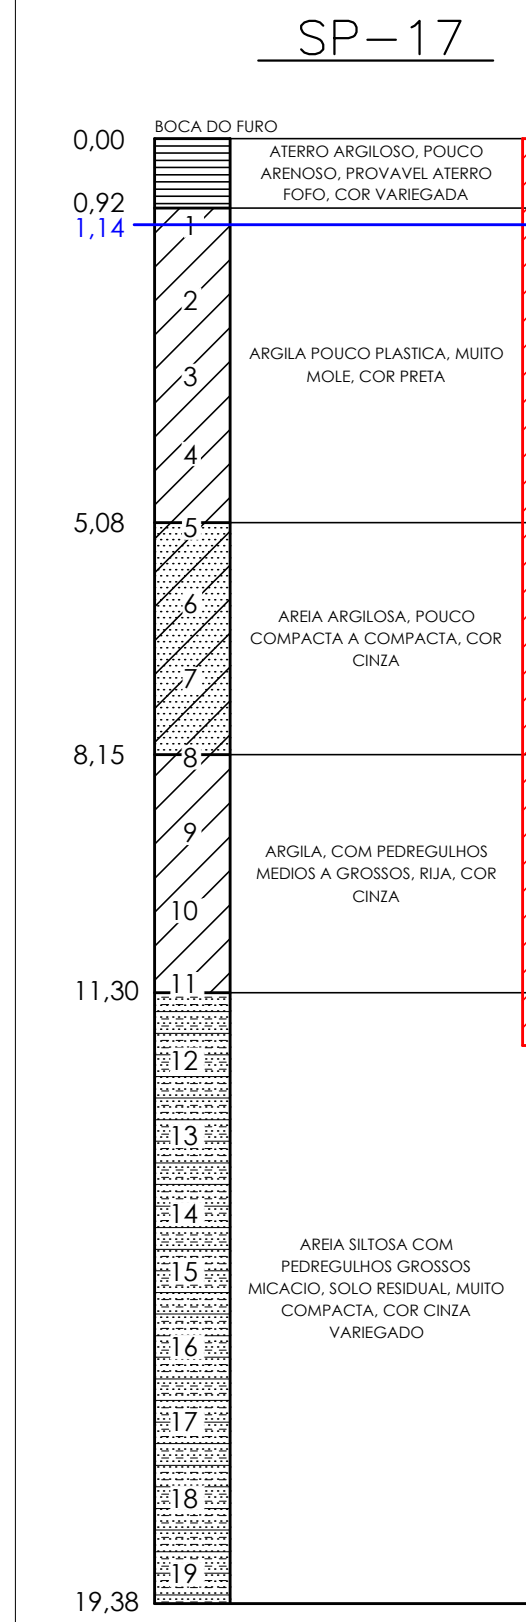 SP-17
BOCA DO FURO
0,00
ATERRO ARGILOSO, POUCO
ARENOSO, PROVAVEL ATERRO
FOFO, COR VARIEGADA
0,92
1,14
1
2
3
ARGILA POUCO PLASTICA, MUITO
MOLE, COR PRETA
4
5,08
5
6
AREIA ARGILOSA, POUCO
COMPACTA A COMPACTA, COR
CINZA
7
8,15
8
9
ARGILA, COM PEDREGULHOS
MEDIOS A GROSSOS, RIJA, COR
CINZA
10
11,30
11
12
13
14
15
AREIA SILTOSA COM
PEDREGULHOS GROSSOS
MICACIO, SOLO RESIDUAL, MUITO
COMPACTA, COR CINZA
VARIEGADO
16
17
18
19
19,38